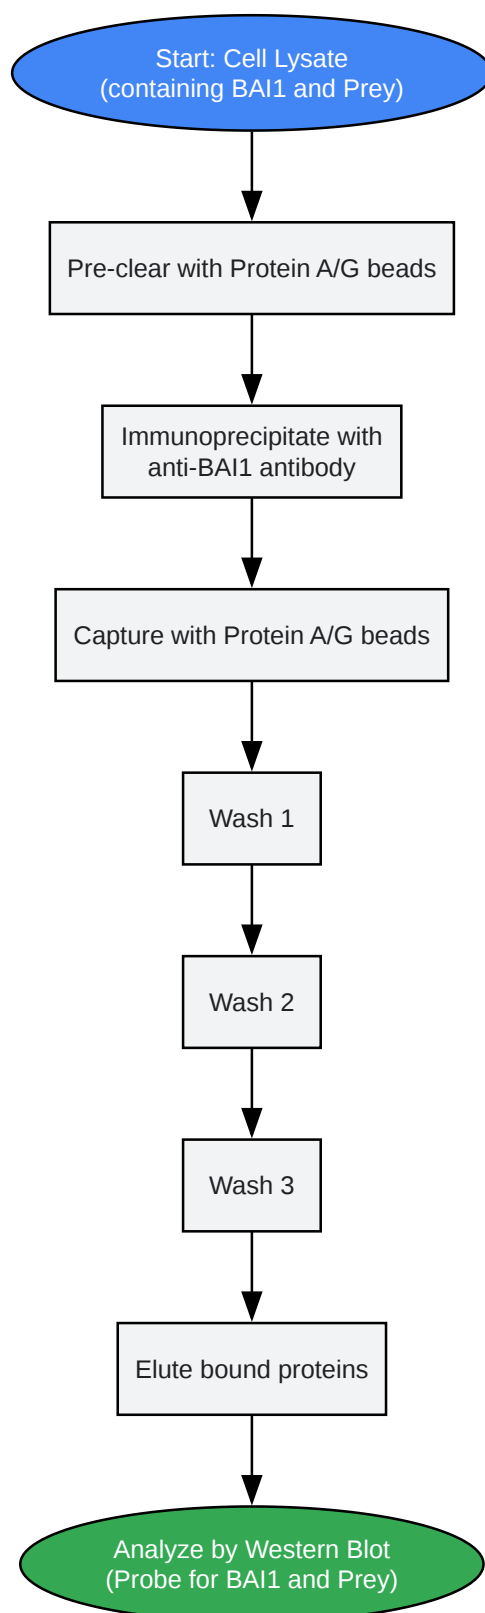 Start: Cell Lysate
(containing BAI1 and Prey)
Pre-clear with Protein A/G beads
Immunoprecipitate with
anti-BAI1 antibody
Capture with Protein A/G beads
Wash 1
Wash 2
Wash 3
Elute bound proteins
Analyze by Western Blot
(Probe for BAI1 and Prey)